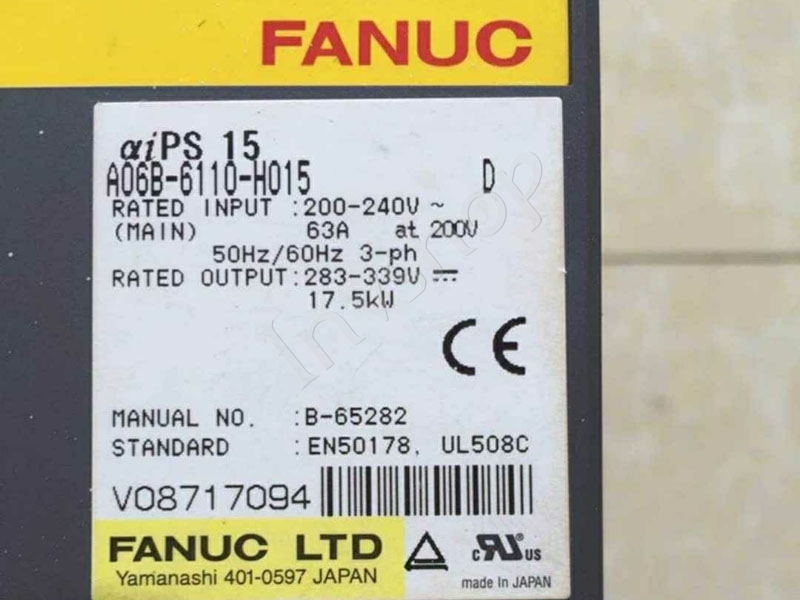 FANUC
αiPS 15
A06B-6110-H015 D
RATED INPUT :200-240V ~
(MAIN) 63A at 200V
50Hz/60Hz 3-ph
RATED OUTPUT:283-339V ⎓
17.5kW
CE
MANUAL NO. :B-65282
STANDARD :EN50178, UL508C
V08717094
FANUC LTD
Yamanashi 401-0597 JAPAN
c RU US
made in JAPAN